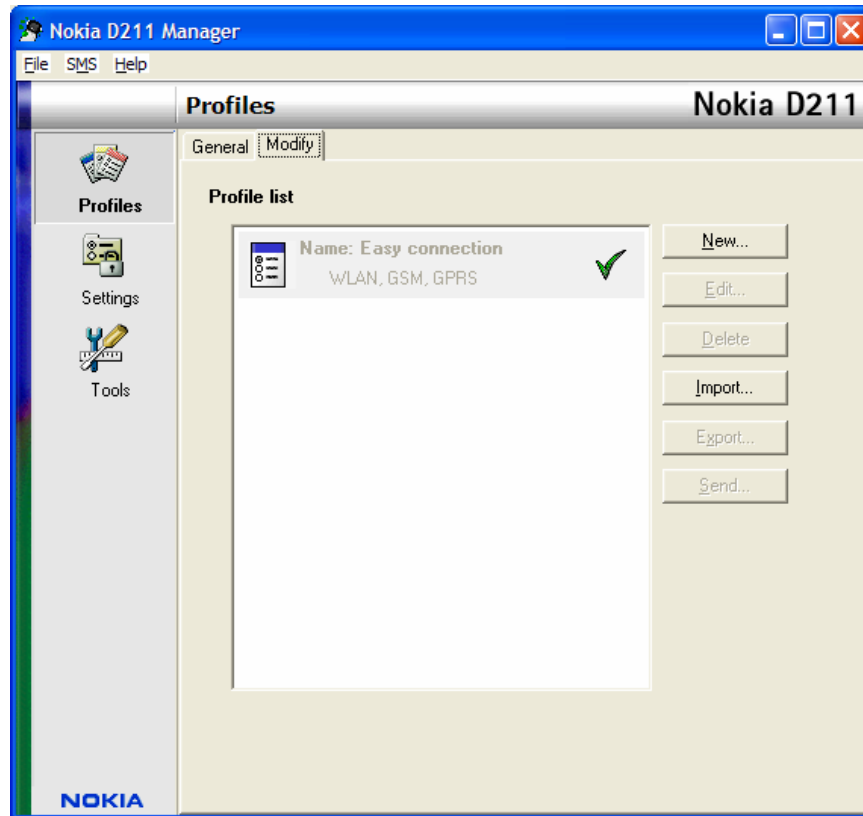 Nokia D211 Manager
File SMS Help
Profiles
Nokia D211
General Modify
Profiles
Settings
Tools
Profile list
Name: Easy connection
WLAN, GSM, GPRS
New...
Edit...
Delete
Import...
Export...
Send...
NOKIA